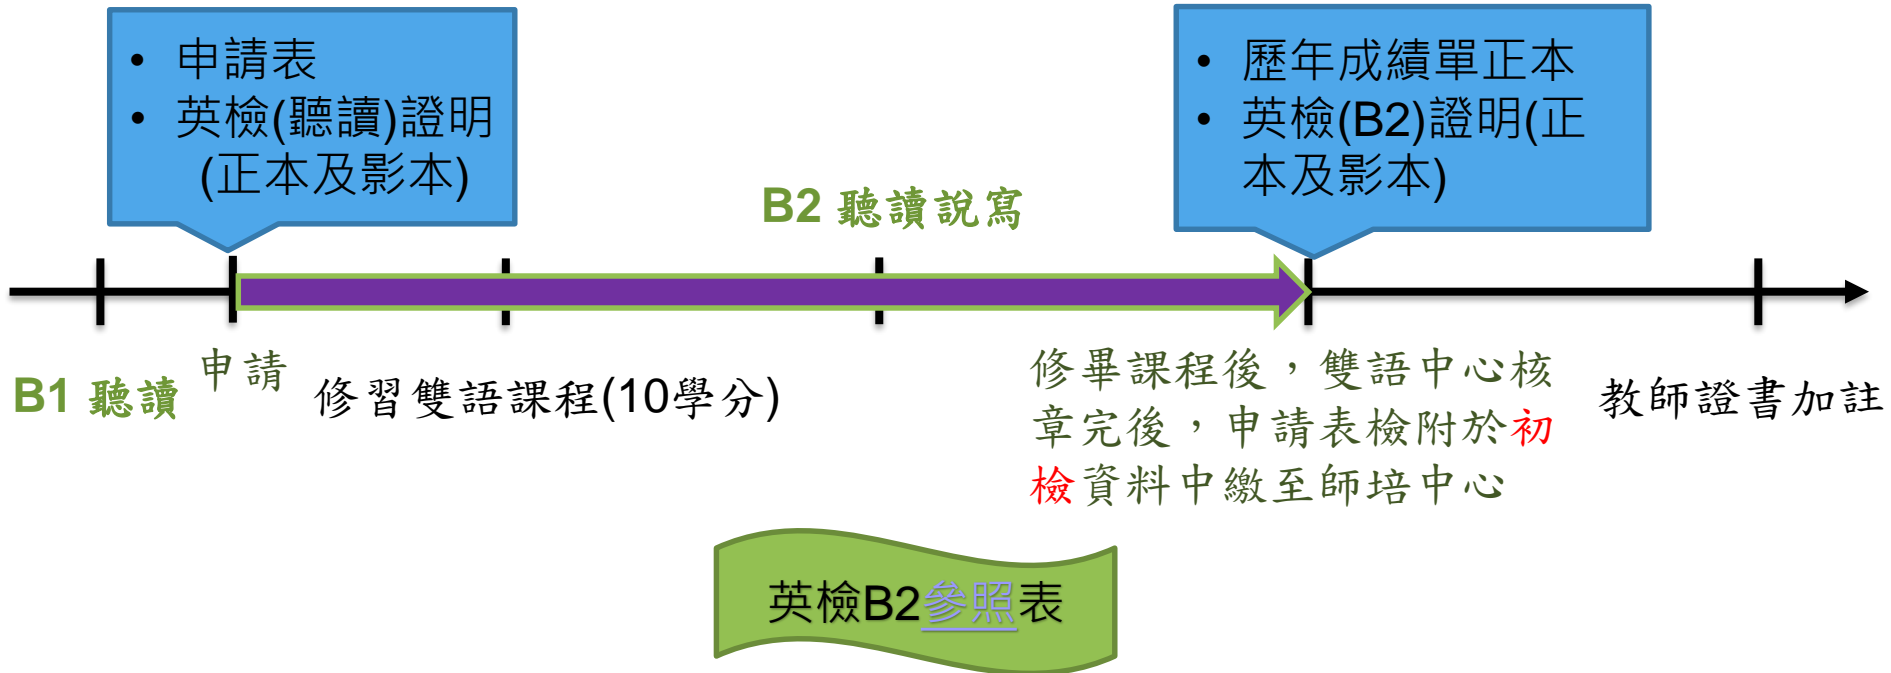 • 申請表
• 英檢(聽讀)證明
(正本及影本)
• 歷年成績單正本
• 英檢(B2)證明(正
本及影本)
B2 聽讀說寫
B1 聽讀
申請
修習雙語課程(10學分)
修畢課程後，雙語中心核
章完後，申請表檢附於初
檢資料中繳至師培中心
教師證書加註
英檢B2參照表